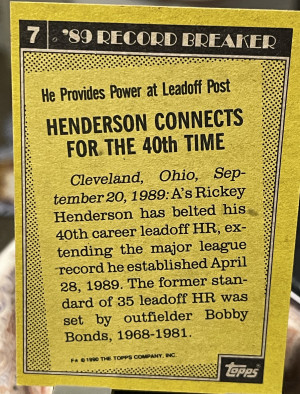 7 '89 RECORD BREAKER
He Provides Power at Leadoff Post
HENDERSON CONNECTS
FOR THE 40th TIME
Cleveland, Ohio, Sep-
tember 20, 1989: A's Rickey
Henderson has belted his
40th career leadoff HR, ex-
tending the major league
record he established April
28, 1989. The former stan-
dard of 35 leadoff HR was
set by outfielder Bobby
Bonds, 1968-1981.
F* © 1990 THE TOPPS COMPANY, INC.
topps